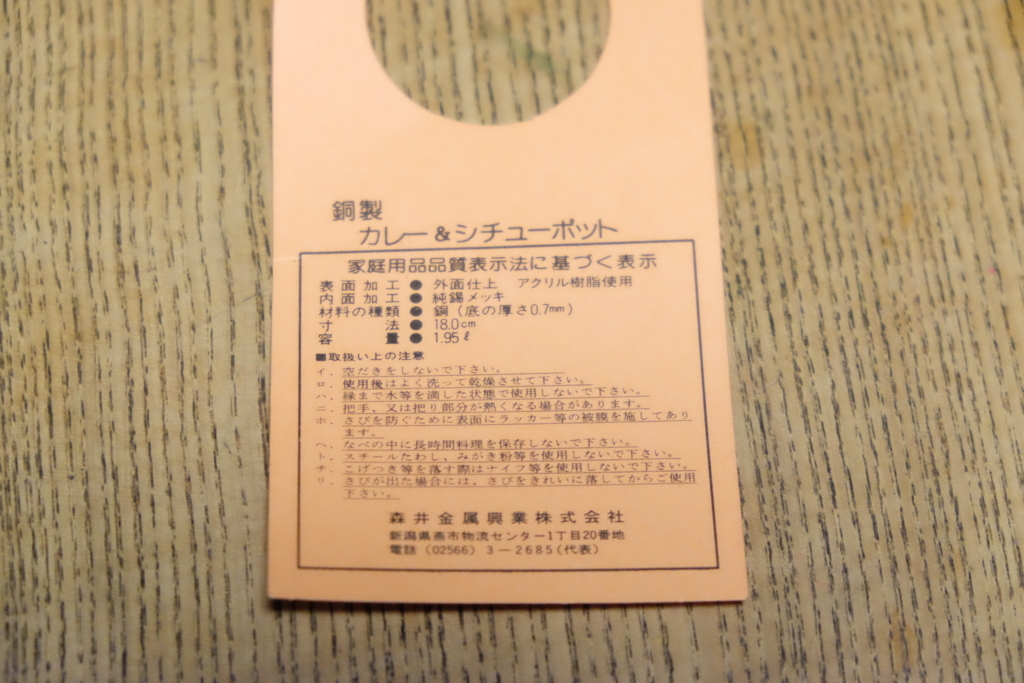 銅製
カレー&シチューポット
家庭用品品質表示法に基づく表示
表面加工●外面仕上 アクリル樹脂使用
内面加工●純錫メッキ
材料の種類●銅(底の厚さ0.7mm)
寸法●18.0cm
容量●1.95ℓ
■取扱い上の注意
イ.空だきをしないで下さい。
ロ.使用後はよく洗って乾燥させて下さい。
ハ.縁まで水等を満した状態で使用しないで下さい。
ニ.把手、又は把り部分が熱くなる場合があります。
ホ.さびを防ぐために表面にラッカー等の被膜を施してあり
ます。
ヘ.なべの中に長時間料理を保存しないで下さい。
ト.スチールたわし、みがき粉等を使用しないで下さい。
チ.こげつき等を落す際はナイフ等を使用しないで下さい。
リ.さびが出た場合には、さびをきれいに落してからご使用
下さい。
森井金属興業株式会社
新潟県燕市物流センター1丁目20番地
電話(02566)3-2685(代表)